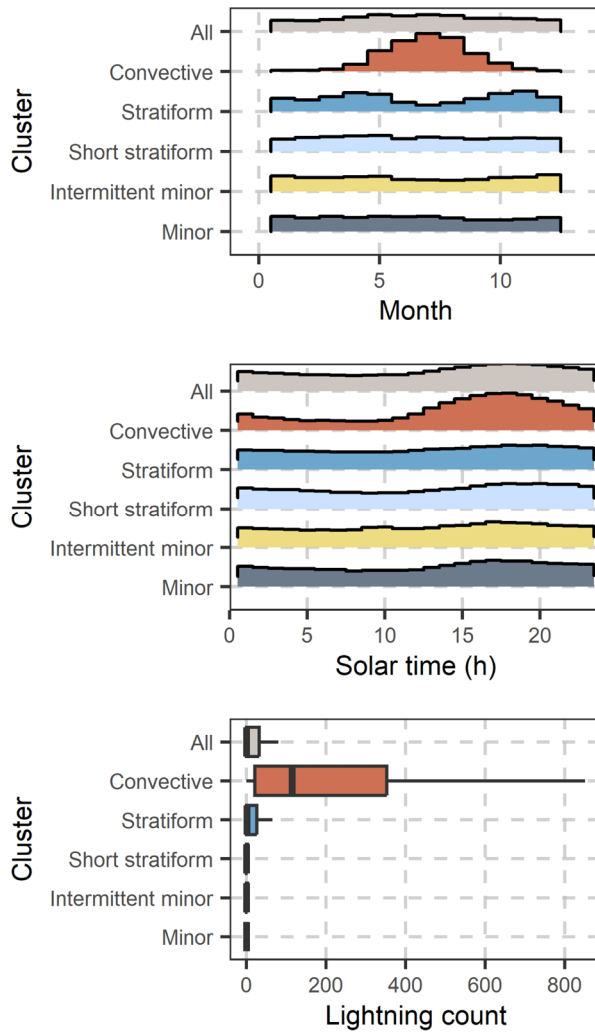 Cluster
All
Convective
Stratiform
Short stratiform
Intermittent minor
Minor
0 5 10
Month
Cluster
All
Convective
Stratiform
Short stratiform
Intermittent minor
Minor
0 5 10 15 20
Solar time (h)
Cluster
All
Convective
Stratiform
Short stratiform
Intermittent minor
Minor
0 200 400 600 800
Lightning count